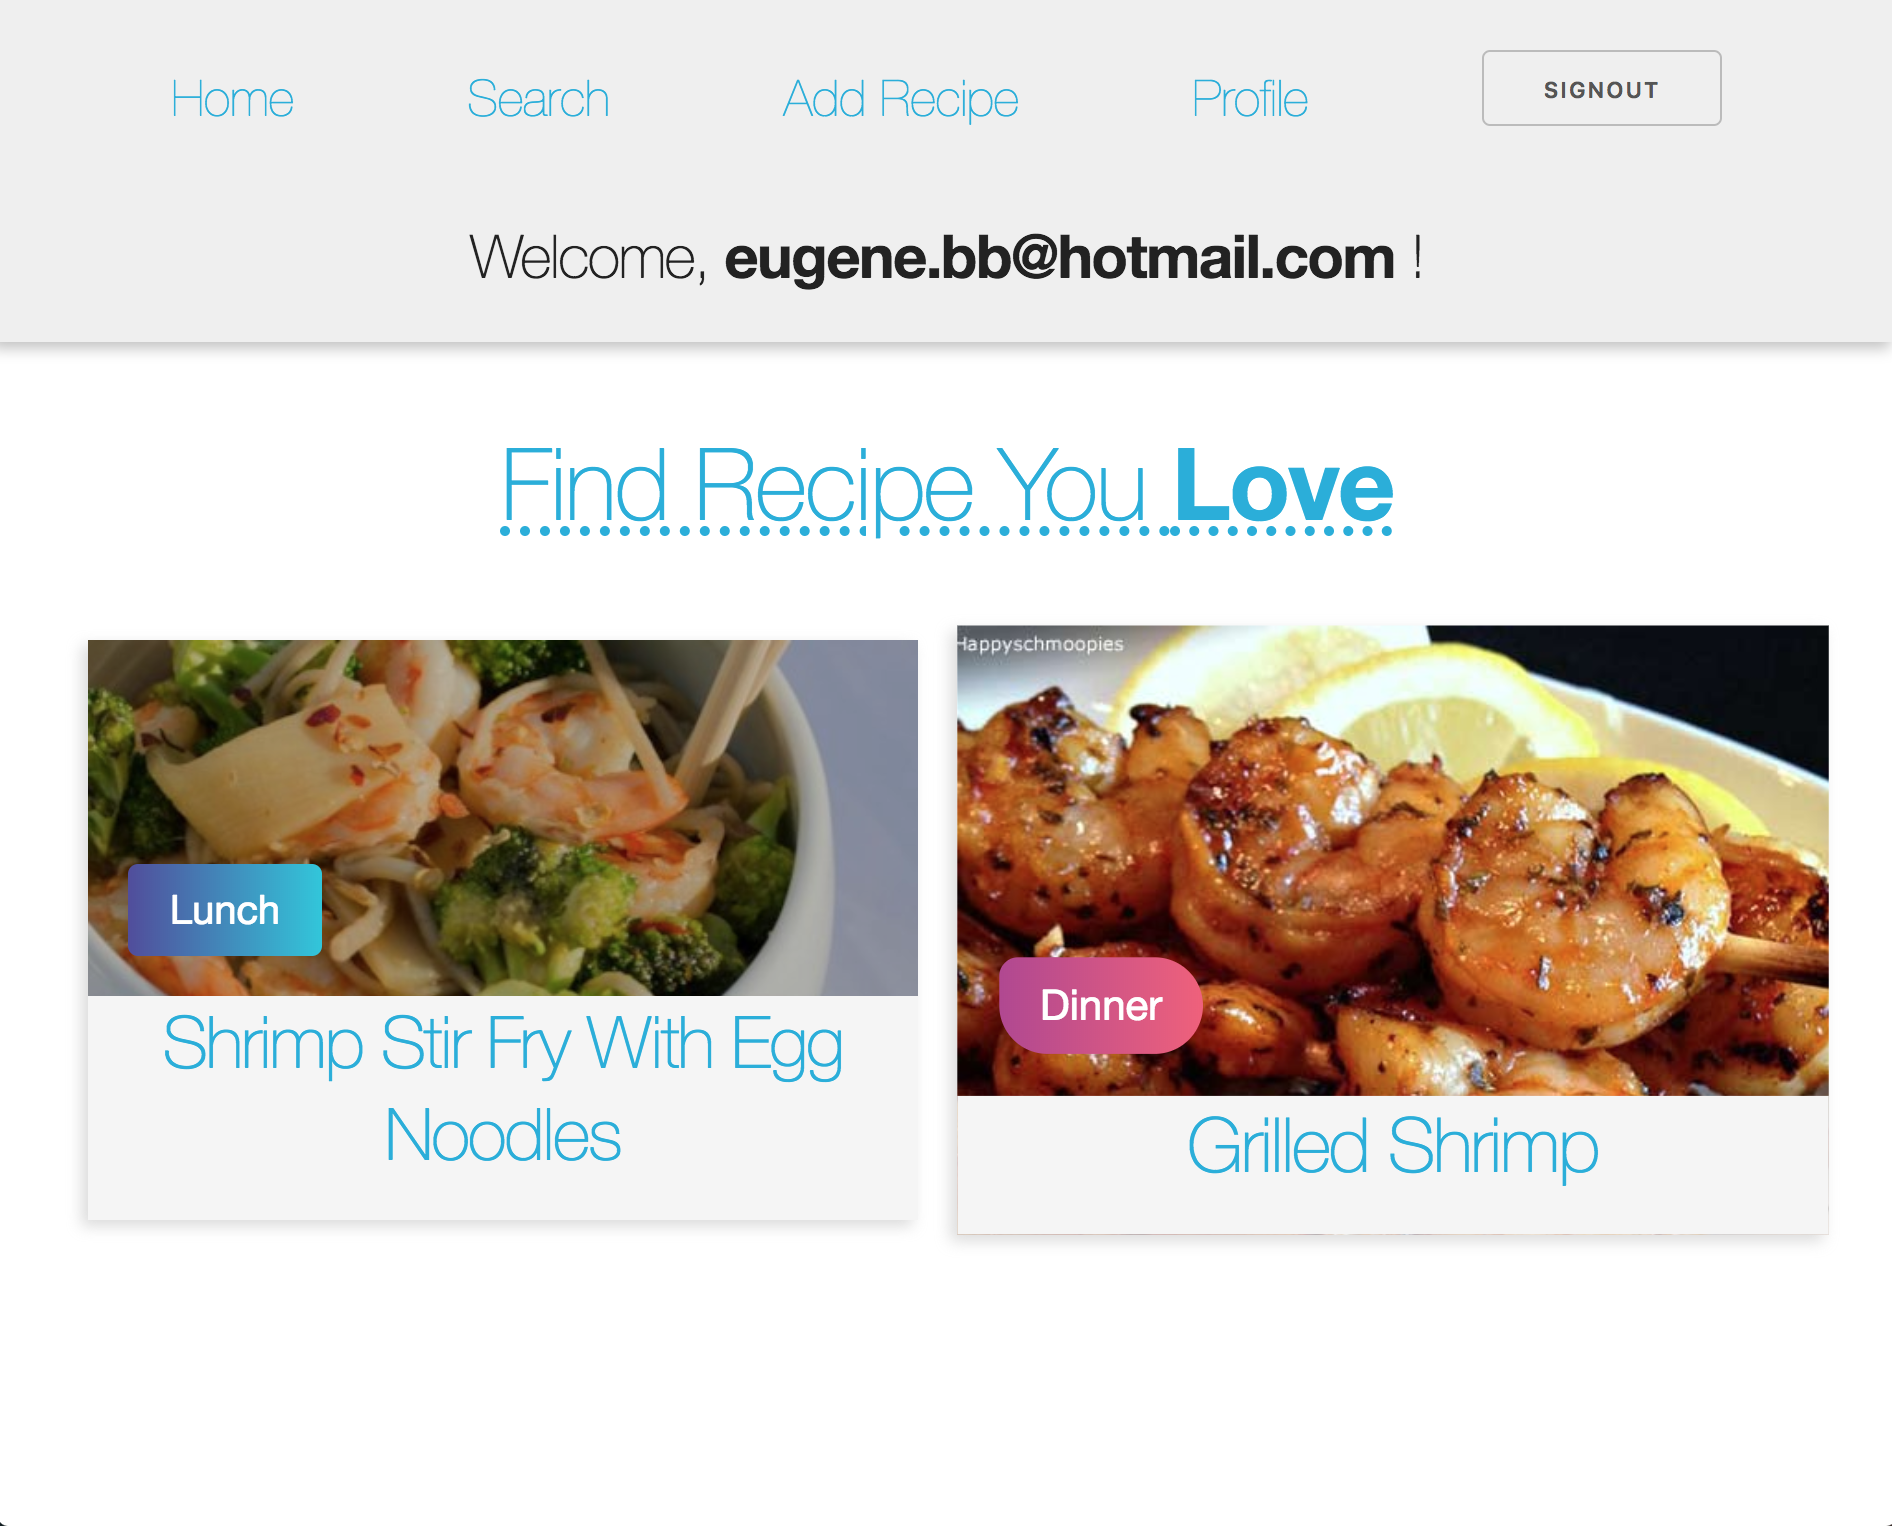 Home
Search
Add Recipe
Profile
SIGNOUT
Welcome, eugene.bb@hotmail.com !
Find Recipe You Love
Lunch
Shrimp Stir Fry With Egg
Noodles
Happyschmoopies
Dinner
Grilled Shrimp